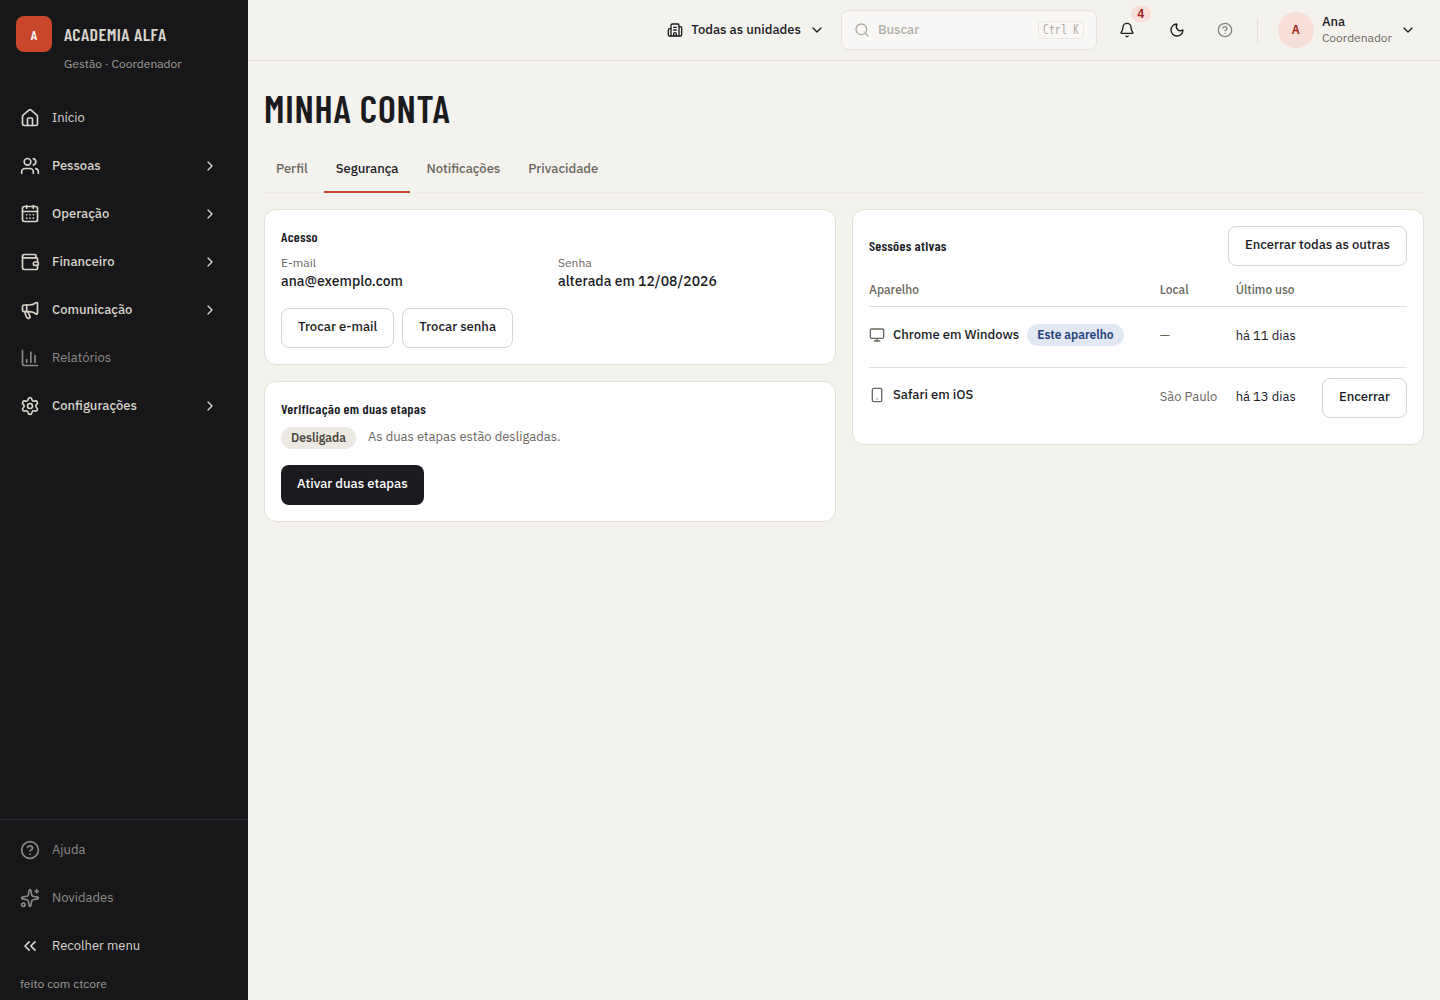 A
ACADEMIA ALFA
Gestão · Coordenador
Início
Pessoas
Operação
Financeiro
Comunicação
Relatórios
Configurações
Ajuda
Novidades
Recolher menu
feito com ctcore
Todas as unidades
Buscar
Ctrl K
4
A
Ana
Coordenador
MINHA CONTA
Perfil
Segurança
Notificações
Privacidade
Acesso
E-mail
ana@exemplo.com
Senha
alterada em 12/08/2026
Trocar e-mail
Trocar senha
Verificação em duas etapas
Desligada
As duas etapas estão desligadas.
Ativar duas etapas
Sessões ativas
Encerrar todas as outras
Aparelho
Local
Último uso
Chrome em Windows
Este aparelho
—
há 11 dias
Safari em iOS
São Paulo
há 13 dias
Encerrar